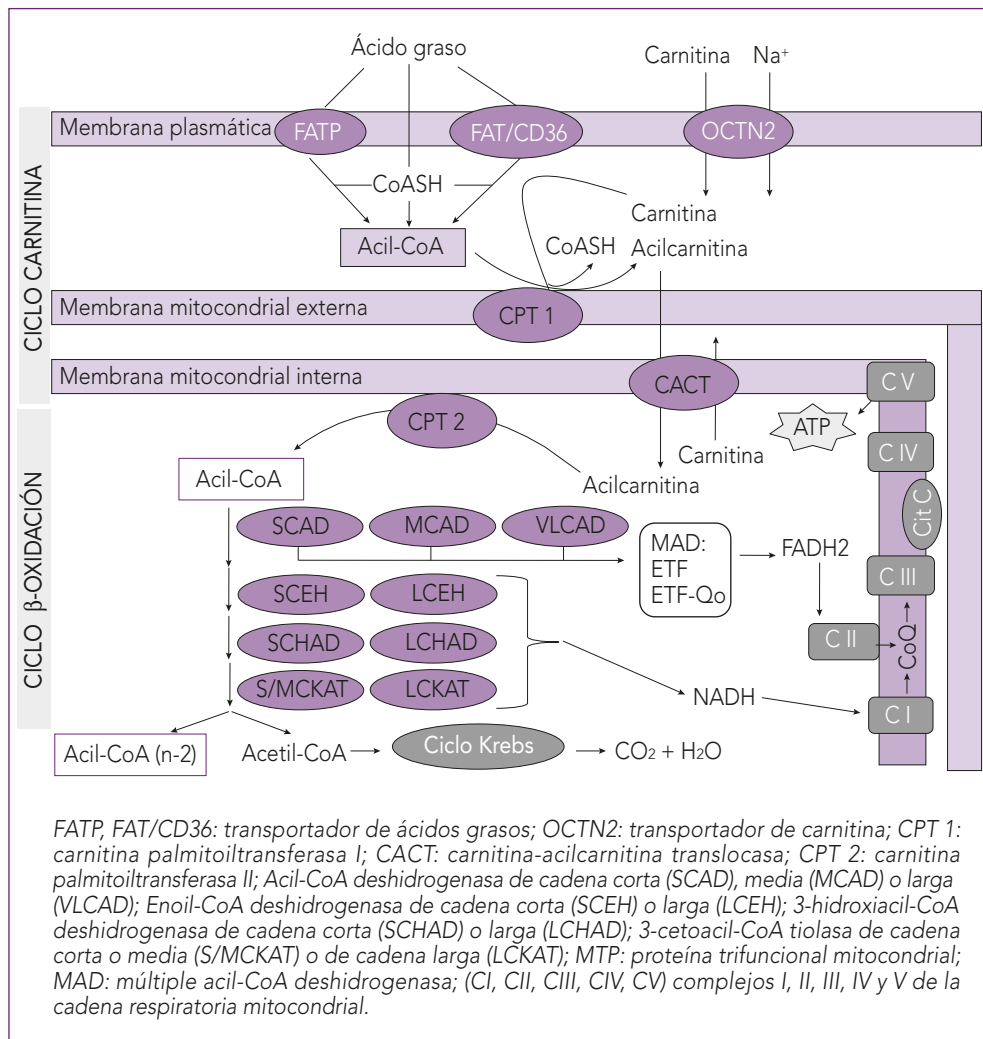 Ácido graso
Carnitina Na⁺
Membrana plasmática
FATP
FAT/CD36
OCTN2
CICLO CARNITINA
CoASH
Carnitina
Acil-CoA
CoASH
Acilcarnitina
Membrana mitocondrial externa
CPT 1
Membrana mitocondrial interna
CACT
C V
CPT 2
ATP
C IV
Carnitina
Acil-CoA
Acilcarnitina
Cit C
CICLO β-OXIDACIÓN
SCAD
MCAD
VLCAD
MAD:
ETF
ETF-Qo
FADH2
C III
SCEH
LCEH
C II
CoQ
SCHAD
LCHAD
S/MCKAT
LCKAT
NADH
C I
Acil-CoA (n-2)
Acetil-CoA
Ciclo Krebs
CO₂ + H₂O
FATP, FAT/CD36: transportador de ácidos grasos; OCTN2: transportador de carnitina; CPT 1:
carnitina palmitoiltransferasa I; CACT: carnitina-acilcarnitina translocasa; CPT 2: carnitina
palmitoiltransferasa II; Acil-CoA deshidrogenasa de cadena corta (SCAD), media (MCAD) o larga
(VLCAD); Enoil-CoA deshidrogenasa de cadena corta (SCEH) o larga (LCEH); 3-hidroxiacil-CoA
deshidrogenasa de cadena corta (SCHAD) o larga (LCHAD); 3-cetoacil-CoA tiolasa de cadena
corta o media (S/MCKAT) o de cadena larga (LCKAT); MTP: proteína trifuncional mitocondrial;
MAD: múltiple acil-CoA deshidrogenasa; (CI, CII, CIII, CIV, CV) complejos I, II, III, IV y V de la
cadena respiratoria mitocondrial.